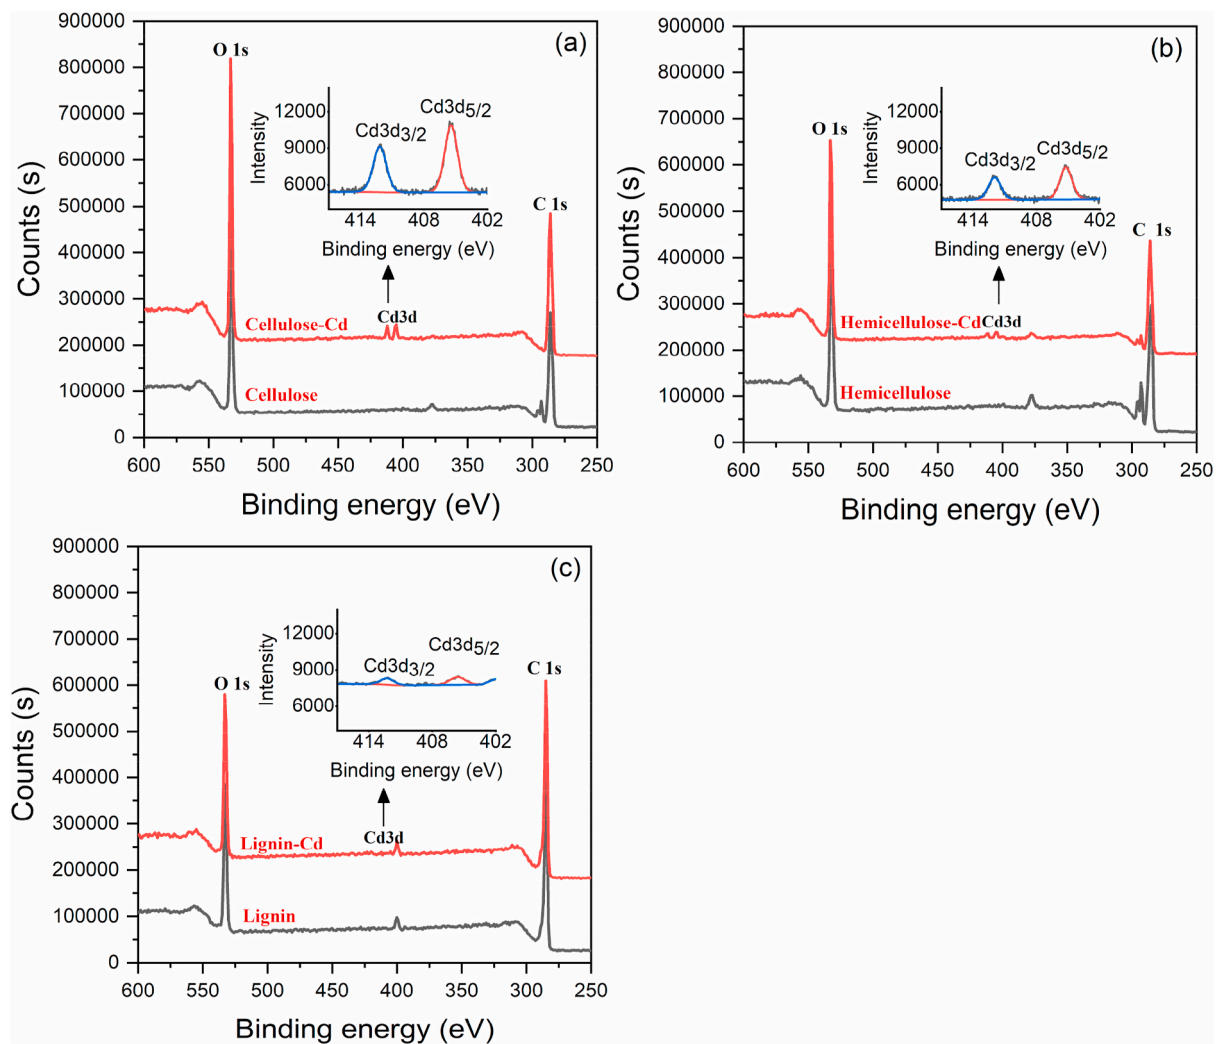 (a)
900000
800000
700000
600000
500000
400000
300000
200000
100000
0
Counts (s)
O 1s
C 1s
Cd3d
Cellulose-Cd
Cellulose
600 550 500 450 400 350 300 250
Binding energy (eV)
12000
9000
6000
Intensity
Cd3d3/2
Cd3d5/2
414 408 402
Binding energy (eV)
(b)
900000
800000
700000
600000
500000
400000
300000
200000
100000
0
Counts (s)
O 1s
C 1s
Cd3d
Hemicellulose-Cd
Hemicellulose
600 550 500 450 400 350 300 250
Binding energy (eV)
12000
9000
6000
Intensity
Cd3d3/2
Cd3d5/2
414 408 402
Binding energy (eV)
(c)
900000
800000
700000
600000
500000
400000
300000
200000
100000
0
Counts (s)
O 1s
C 1s
Cd3d
Lignin-Cd
Lignin
600 550 500 450 400 350 300 250
Binding energy (eV)
12000
9000
6000
Intensity
Cd3d3/2
Cd3d5/2
414 408 402
Binding energy (eV)